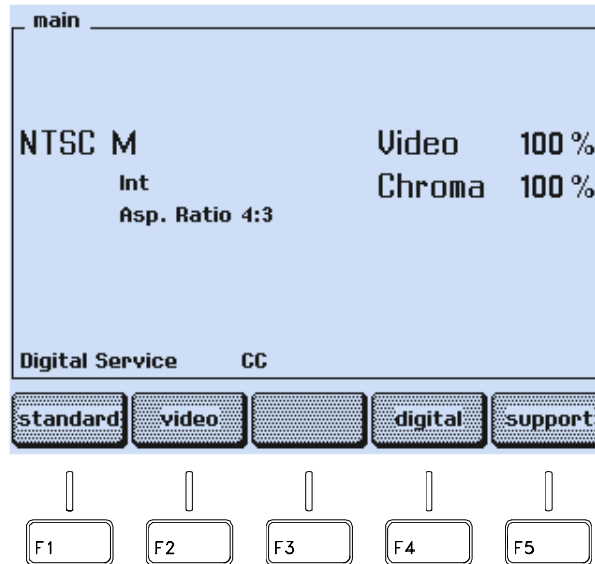 main
NTSC M Video 100 %
Int Chroma 100 %
Asp. Ratio 4:3
Digital Service CC
standard video digital support
F1 F2 F3 F4 F5